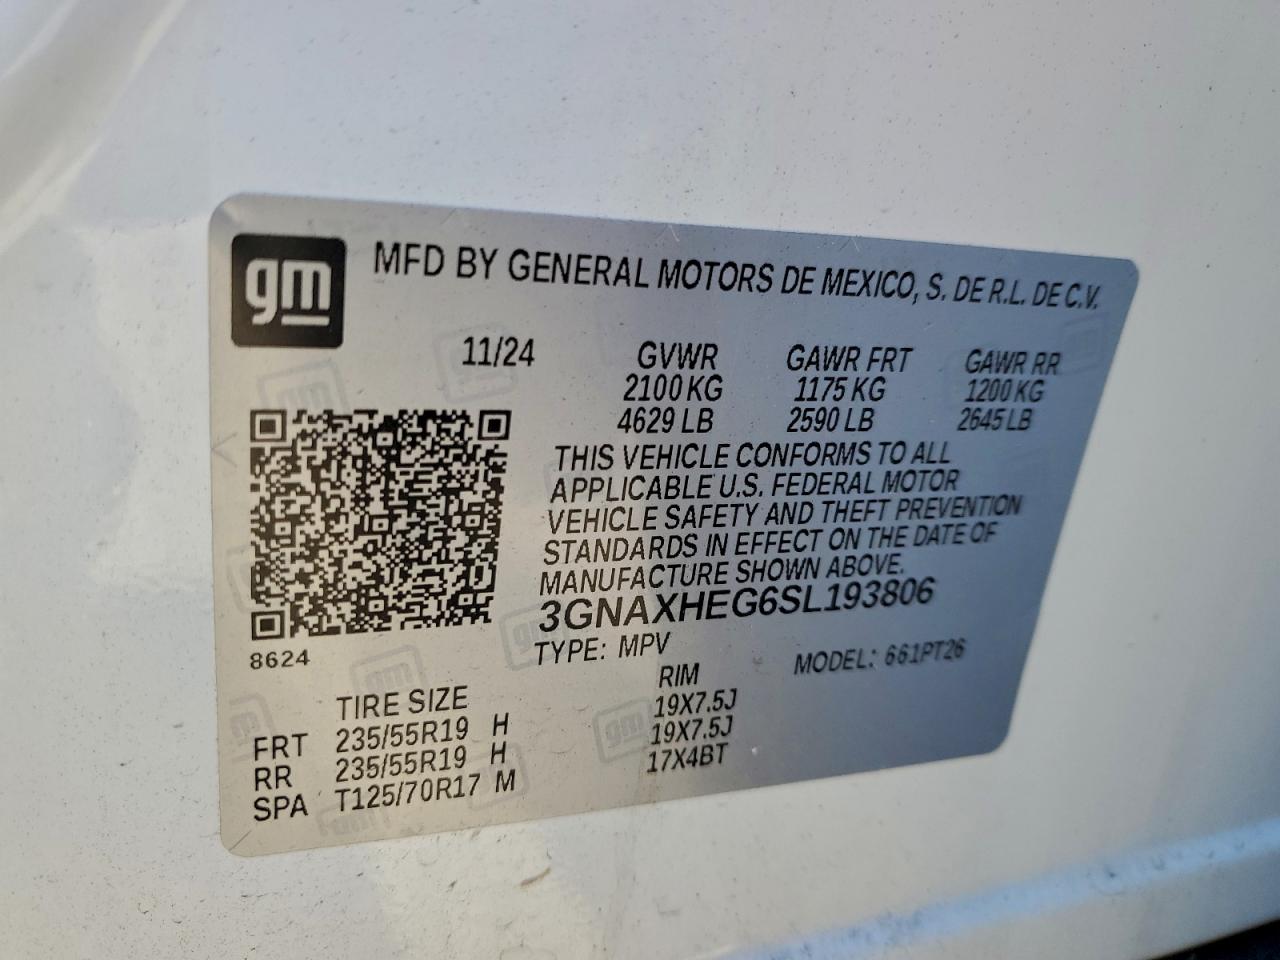 gm
MFD BY GENERAL MOTORS DE MEXICO, S. DE R.L. DE C.V.
11/24 GVWR GAWR FRT GAWR RR
2100 KG 1175 KG 1200 KG
4629 LB 2590 LB 2645 LB
THIS VEHICLE CONFORMS TO ALL
APPLICABLE U.S. FEDERAL MOTOR
VEHICLE SAFETY AND THEFT PREVENTION
STANDARDS IN EFFECT ON THE DATE OF
MANUFACTURE SHOWN ABOVE.
3GNAXHEG6SL193806
8624
TYPE: MPV MODEL: 661PT26
TIRE SIZE RIM
FRT 235/55R19 H 19X7.5J
RR 235/55R19 H 19X7.5J
SPA T125/70R17 M 17X4BT